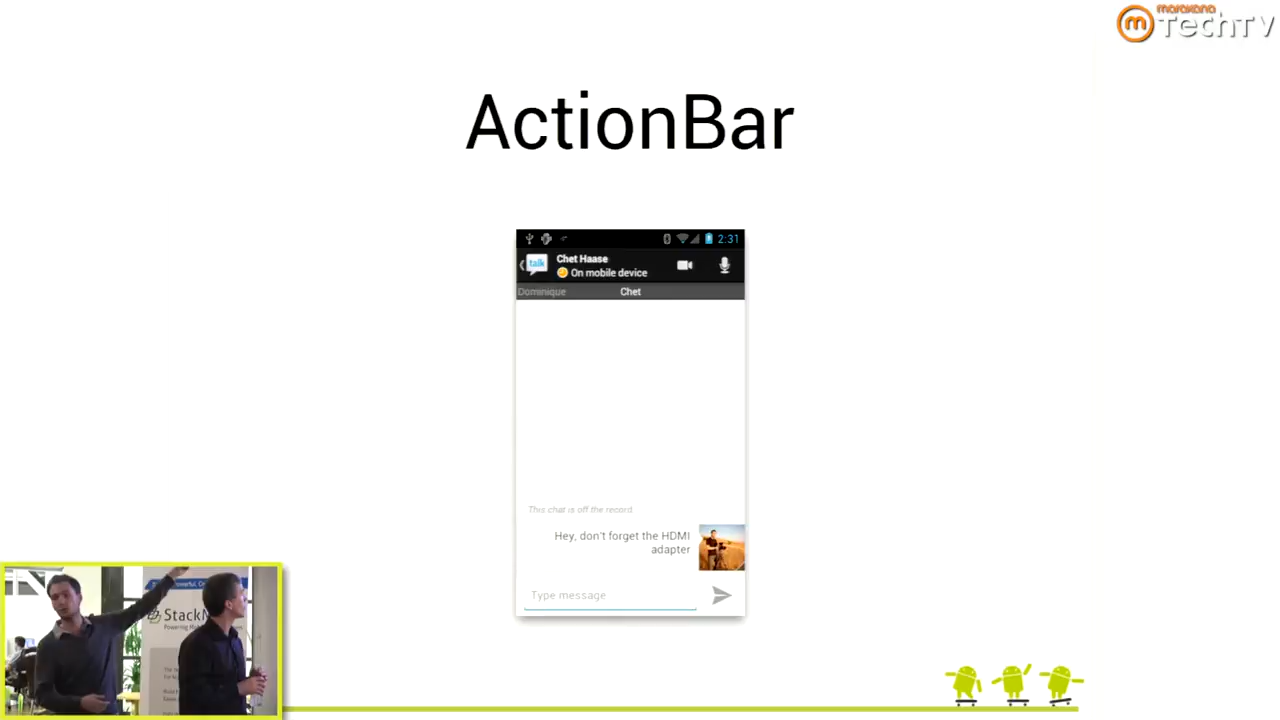 marakana
TechTV
ActionBar
2:31
talk
Chet Haase
On mobile device
Dominique
Chet
This chat is off the record
Hey, don't forget the HDMI
adapter
Type message